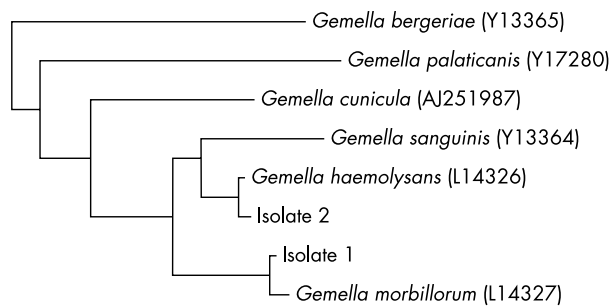 Gemella bergeriae (Y13365)
Gemella palaticanis (Y17280)
Gemella cunicula (AJ251987)
Gemella sanguinis (Y13364)
Gemella haemolysans (L14326)
Isolate 2
Isolate 1
Gemella morbillorum (L14327)